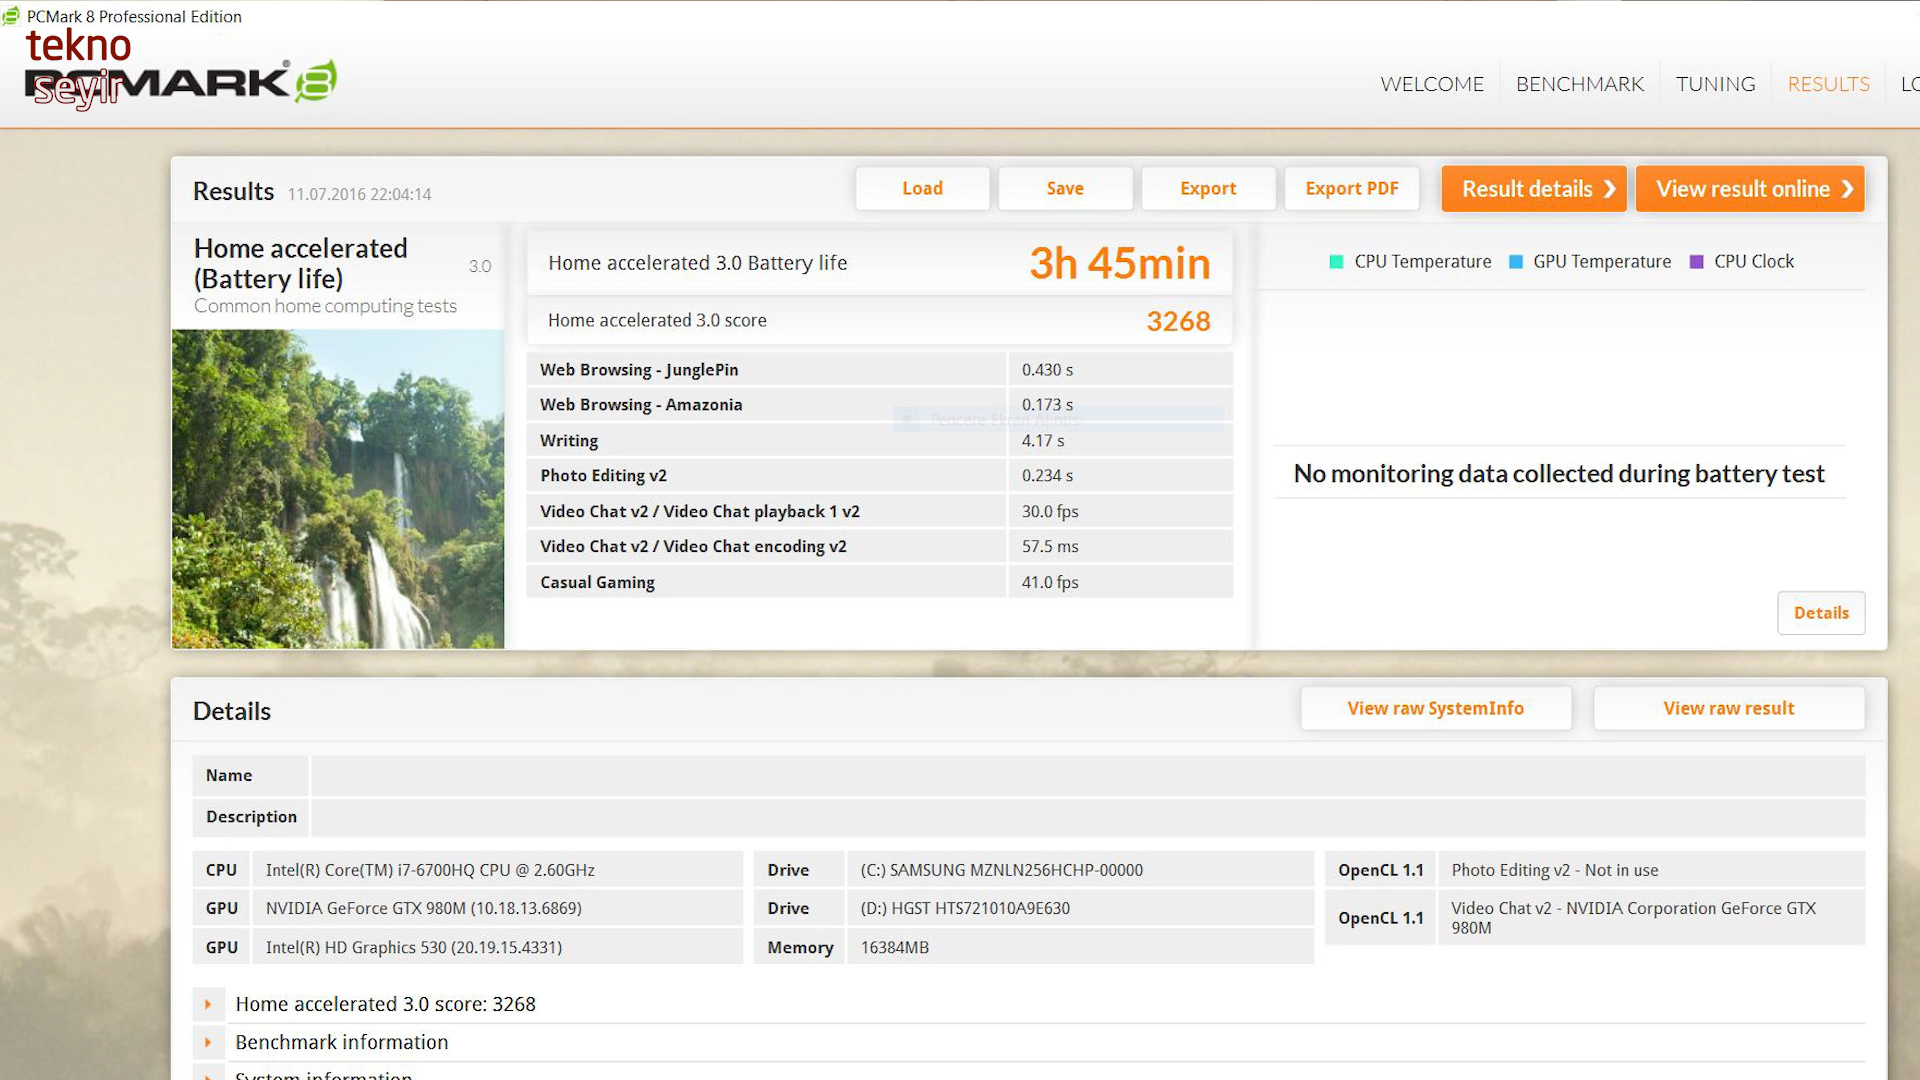 PCMark 8 Professional Edition
tekno
seyir
PCMARK® 8
WELCOME
BENCHMARK
TUNING
RESULTS
Results 11.07.2016 22:04:14
Load
Save
Export
Export PDF
Result details
View result online
Home accelerated
(Battery life)
3.0
Common home computing tests
Home accelerated 3.0 Battery life 3h 45min
Home accelerated 3.0 score 3268
Web Browsing - JunglePin 0.430 s
Web Browsing - Amazonia 0.173 s
Pencere Ekran Alıntısı
Writing 4.17 s
Photo Editing v2 0.234 s
Video Chat v2 / Video Chat playback 1 v2 30.0 fps
Video Chat v2 / Video Chat encoding v2 57.5 ms
Casual Gaming 41.0 fps
CPU Temperature GPU Temperature CPU Clock
No monitoring data collected during battery test
Details
Details
View raw SystemInfo
View raw result
Name
Description
CPU Intel(R) Core(TM) i7-6700HQ CPU @ 2.60GHz
GPU NVIDIA GeForce GTX 980M (10.18.13.6869)
GPU Intel(R) HD Graphics 530 (20.19.15.4331)
Drive (C:) SAMSUNG MZNLN256HCHP-00000
Drive (D:) HGST HTS721010A9E630
Memory 16384MB
OpenCL 1.1 Photo Editing v2 - Not in use
OpenCL 1.1 Video Chat v2 - NVIDIA Corporation GeForce GTX
980M
Home accelerated 3.0 score: 3268
Benchmark information
System information